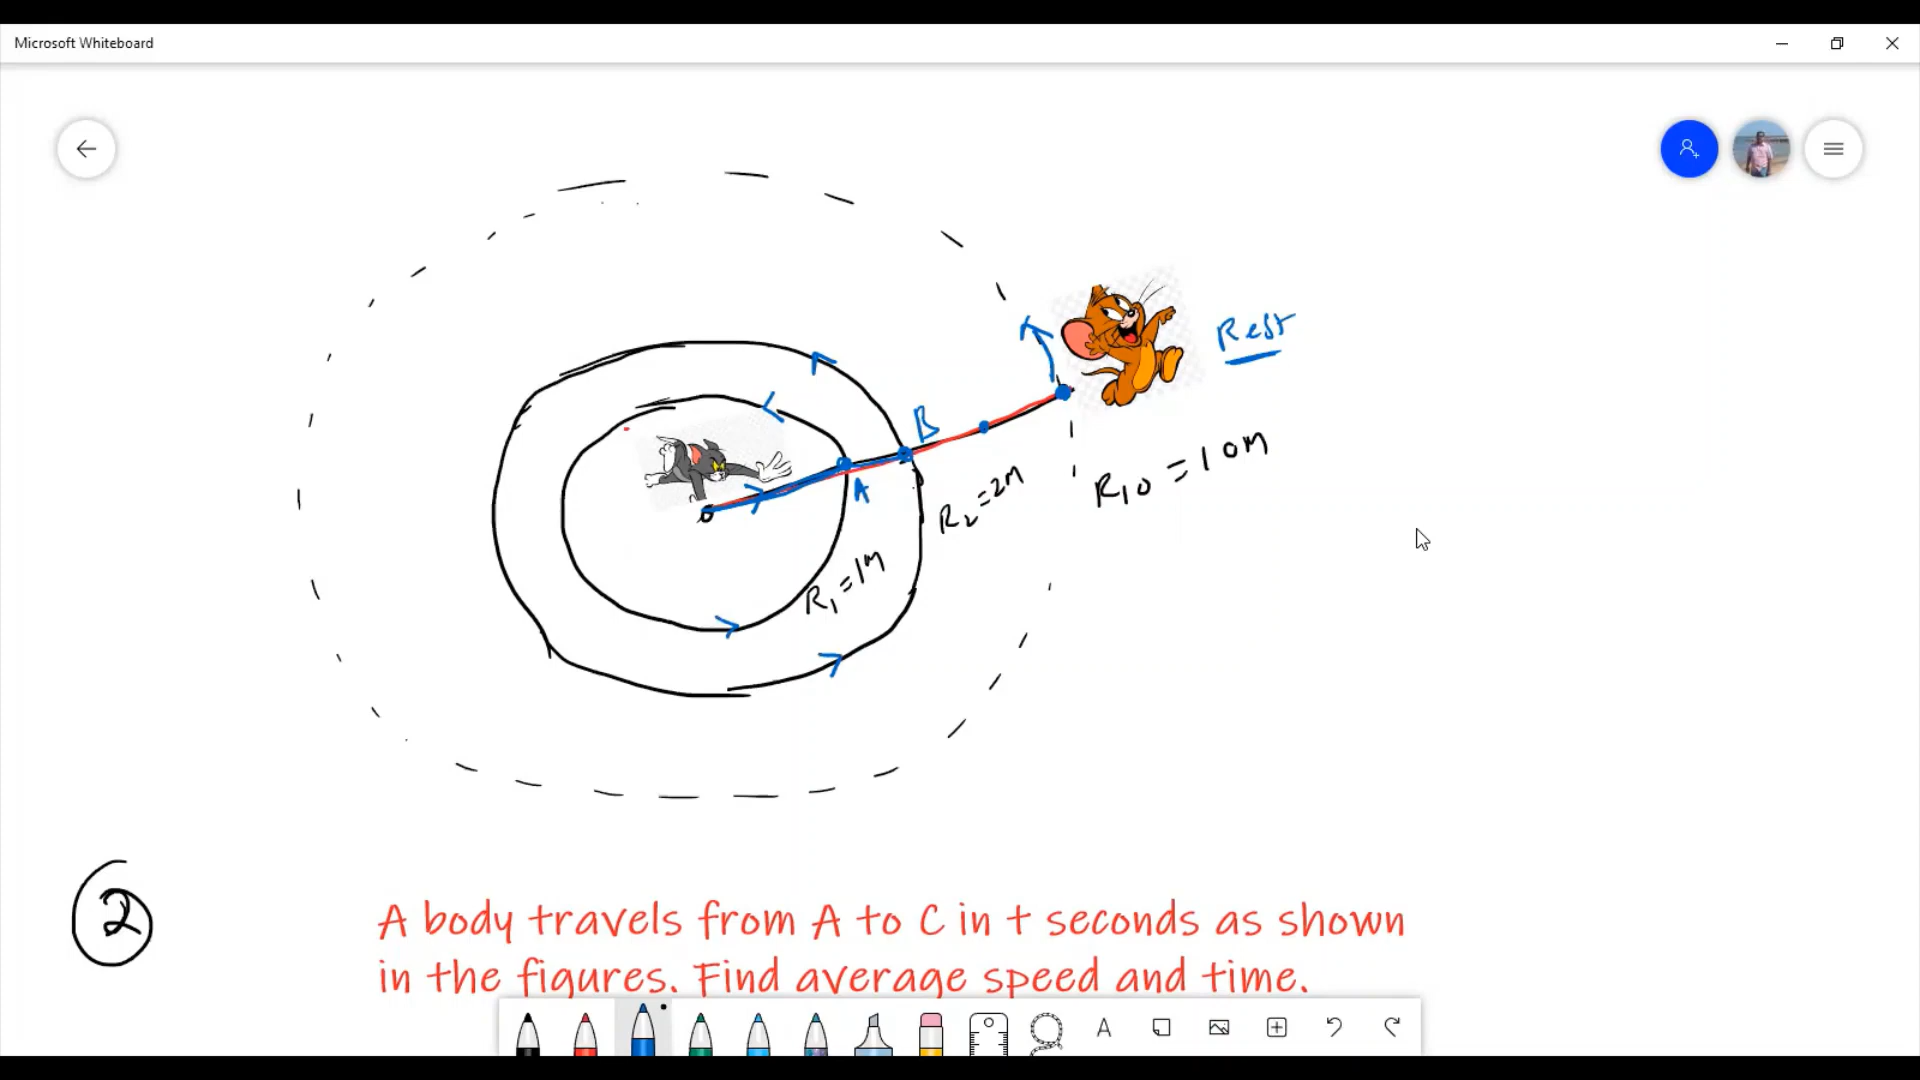 Microsoft Whiteboard
Rest
B
A
R10 = 10M
R2 = 2M
R1 = 1M
2
A body travels from A to C in t seconds as shown
in the figures. Find average speed and time.
A